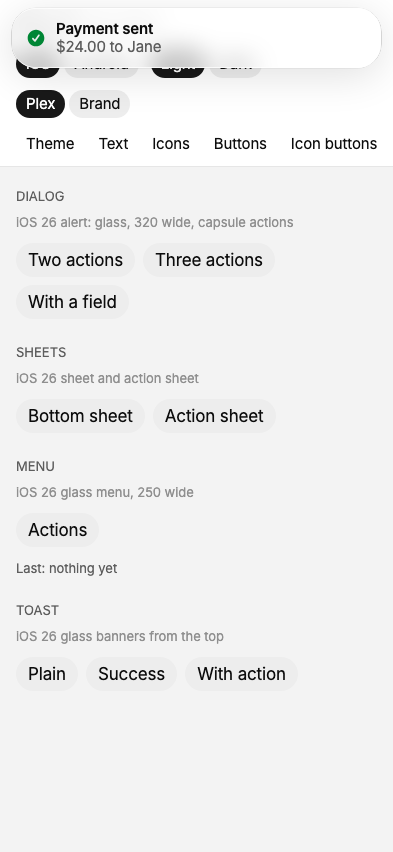 Payment sent
$24.00 to Jane
Plex Brand
Theme Text Icons Buttons Icon buttons
DIALOG
iOS 26 alert: glass, 320 wide, capsule actions
Two actions Three actions
With a field
SHEETS
iOS 26 sheet and action sheet
Bottom sheet Action sheet
MENU
iOS 26 glass menu, 250 wide
Actions
Last: nothing yet
TOAST
iOS 26 glass banners from the top
Plain Success With action